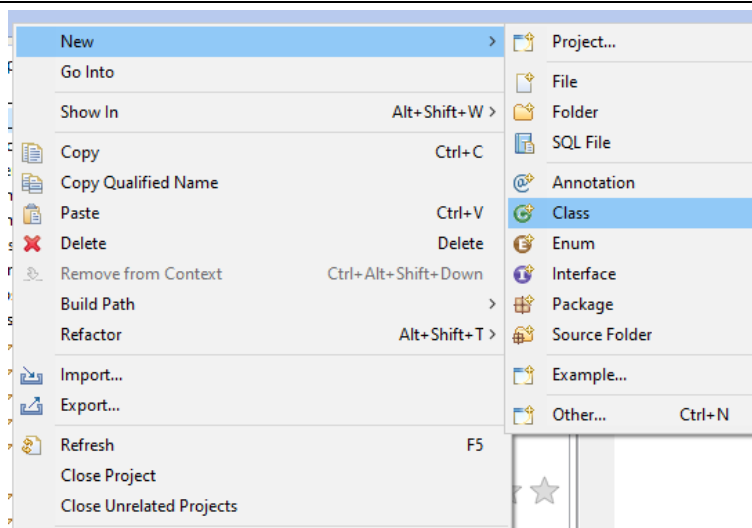 New
Go Into
Show In Alt+Shift+W
Copy Ctrl+C
Copy Qualified Name
Paste Ctrl+V
Delete Delete
Remove from Context Ctrl+Alt+Shift+Down
Build Path
Refactor Alt+Shift+T
Import...
Export...
Refresh F5
Close Project
Close Unrelated Projects
Project...
File
Folder
SQL File
Annotation
Class
Enum
Interface
Package
Source Folder
Example...
Other... Ctrl+N